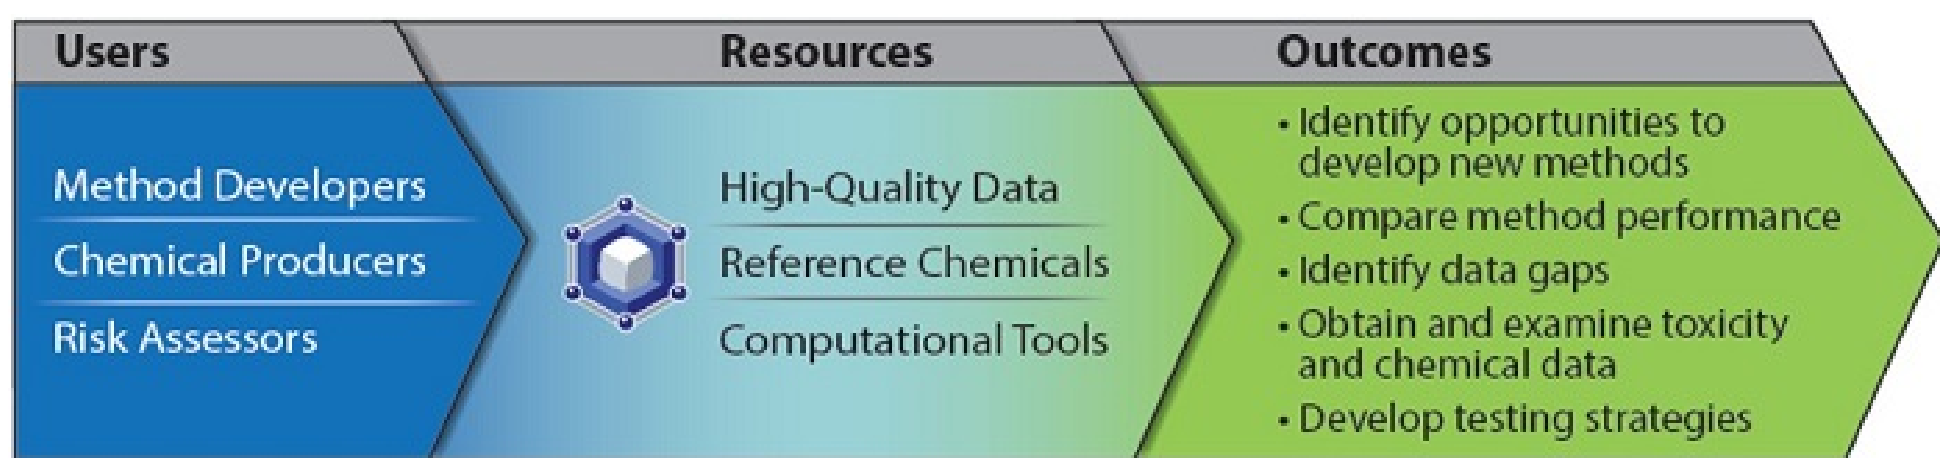 Users
Method Developers
Chemical Producers
Risk Assessors
Resources
High-Quality Data
Reference Chemicals
Computational Tools
Outcomes
• Identify opportunities to
develop new methods
• Compare method performance
• Identify data gaps
• Obtain and examine toxicity
and chemical data
• Develop testing strategies